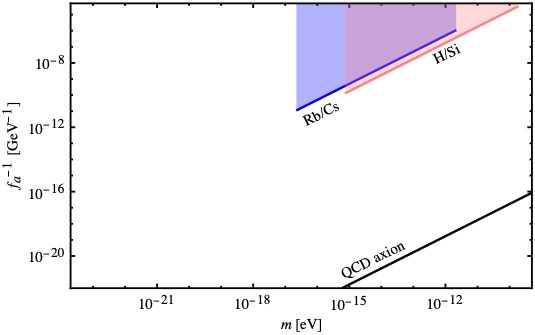 10⁻⁸
H/Si
Rb/Cs
10⁻¹²
fₐ⁻¹ [GeV⁻¹]
10⁻¹⁶
QCD axion
10⁻²⁰
10⁻²¹ 10⁻¹⁸ 10⁻¹⁵ 10⁻¹²
m [eV]